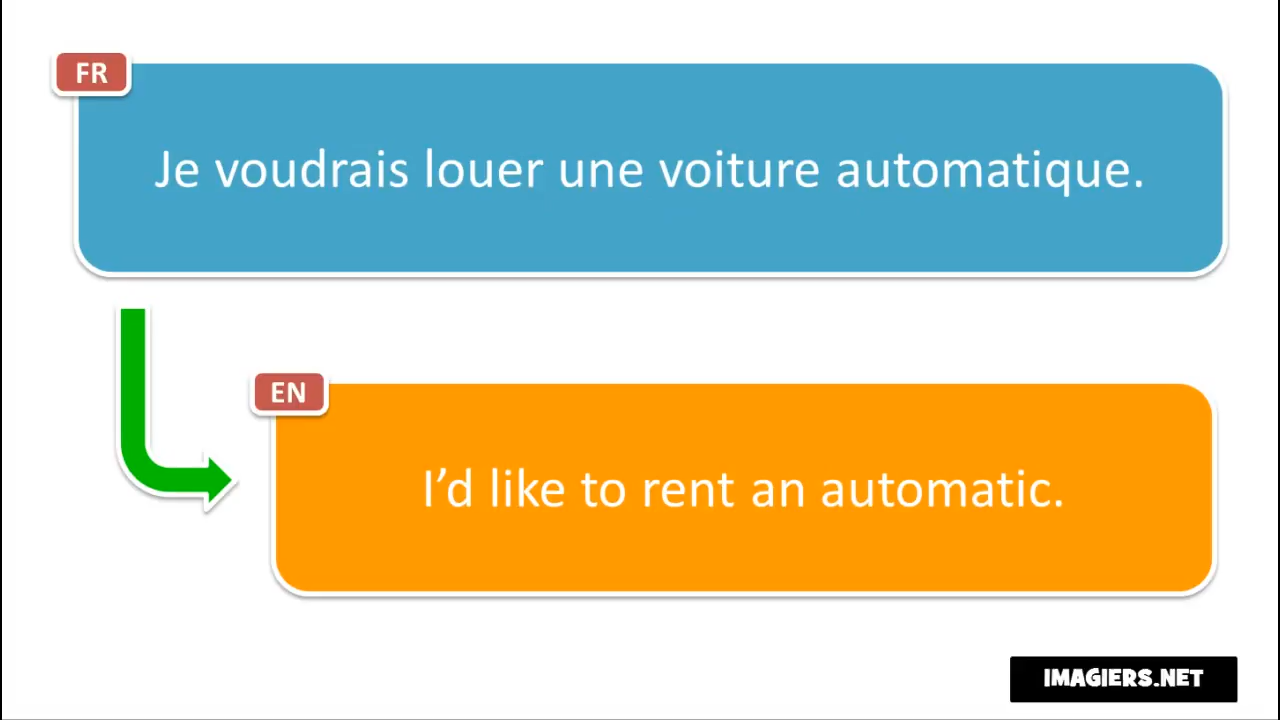 FR
Je voudrais louer une voiture automatique.
EN
I’d like to rent an automatic.
IMAGIERS.NET